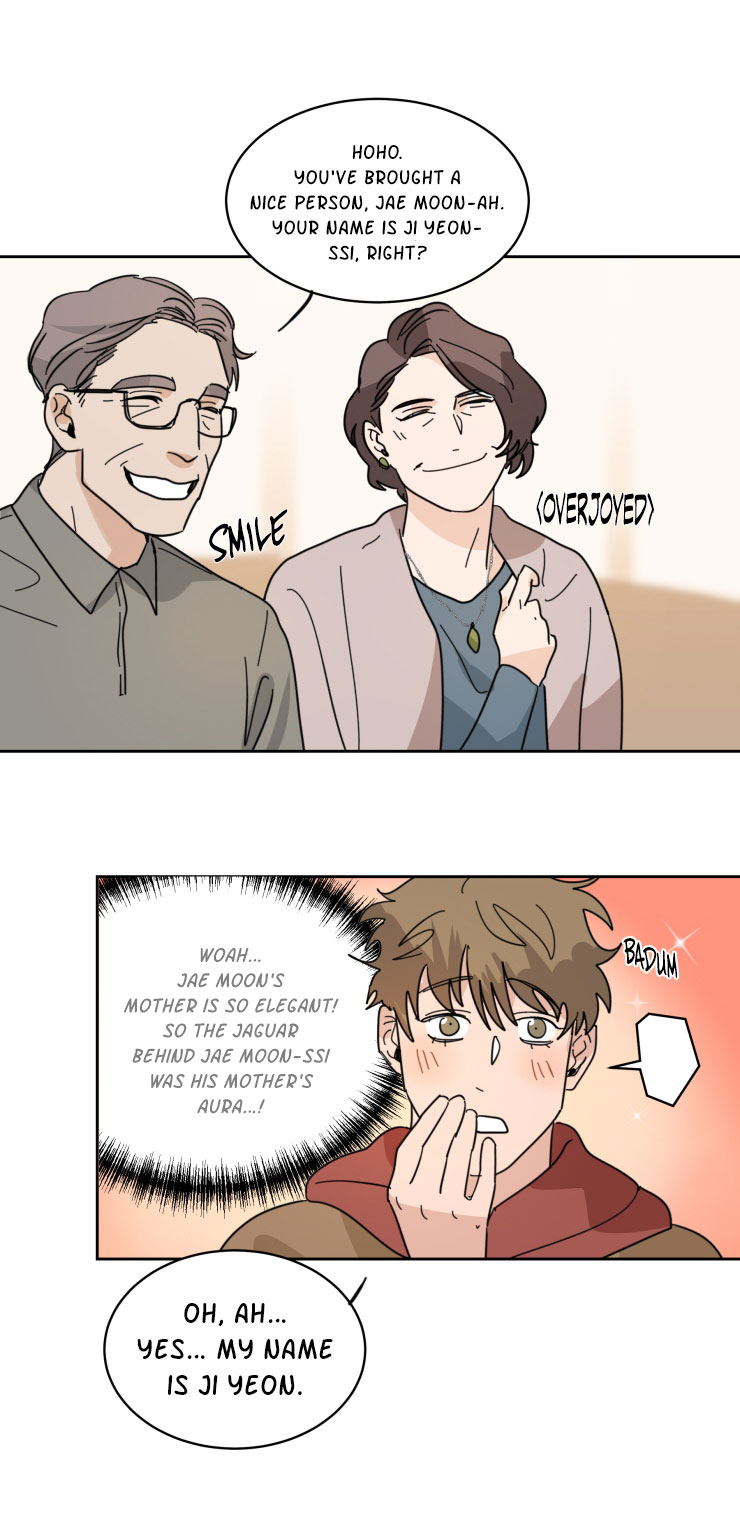 HOHO.
YOU'VE BROUGHT A
NICE PERSON, JAE MOON-AH.
YOUR NAME IS JI YEON-
SSI, RIGHT?
SMILE
(OVERJOYED)
WOAH...
JAE MOON'S
MOTHER IS SO ELEGANT!
SO THE JAGUAR
BEHIND JAE MOON-SSI
WAS HIS MOTHER'S
AURA...!
BADUM
OH, AH...
YES... MY NAME
IS JI YEON.